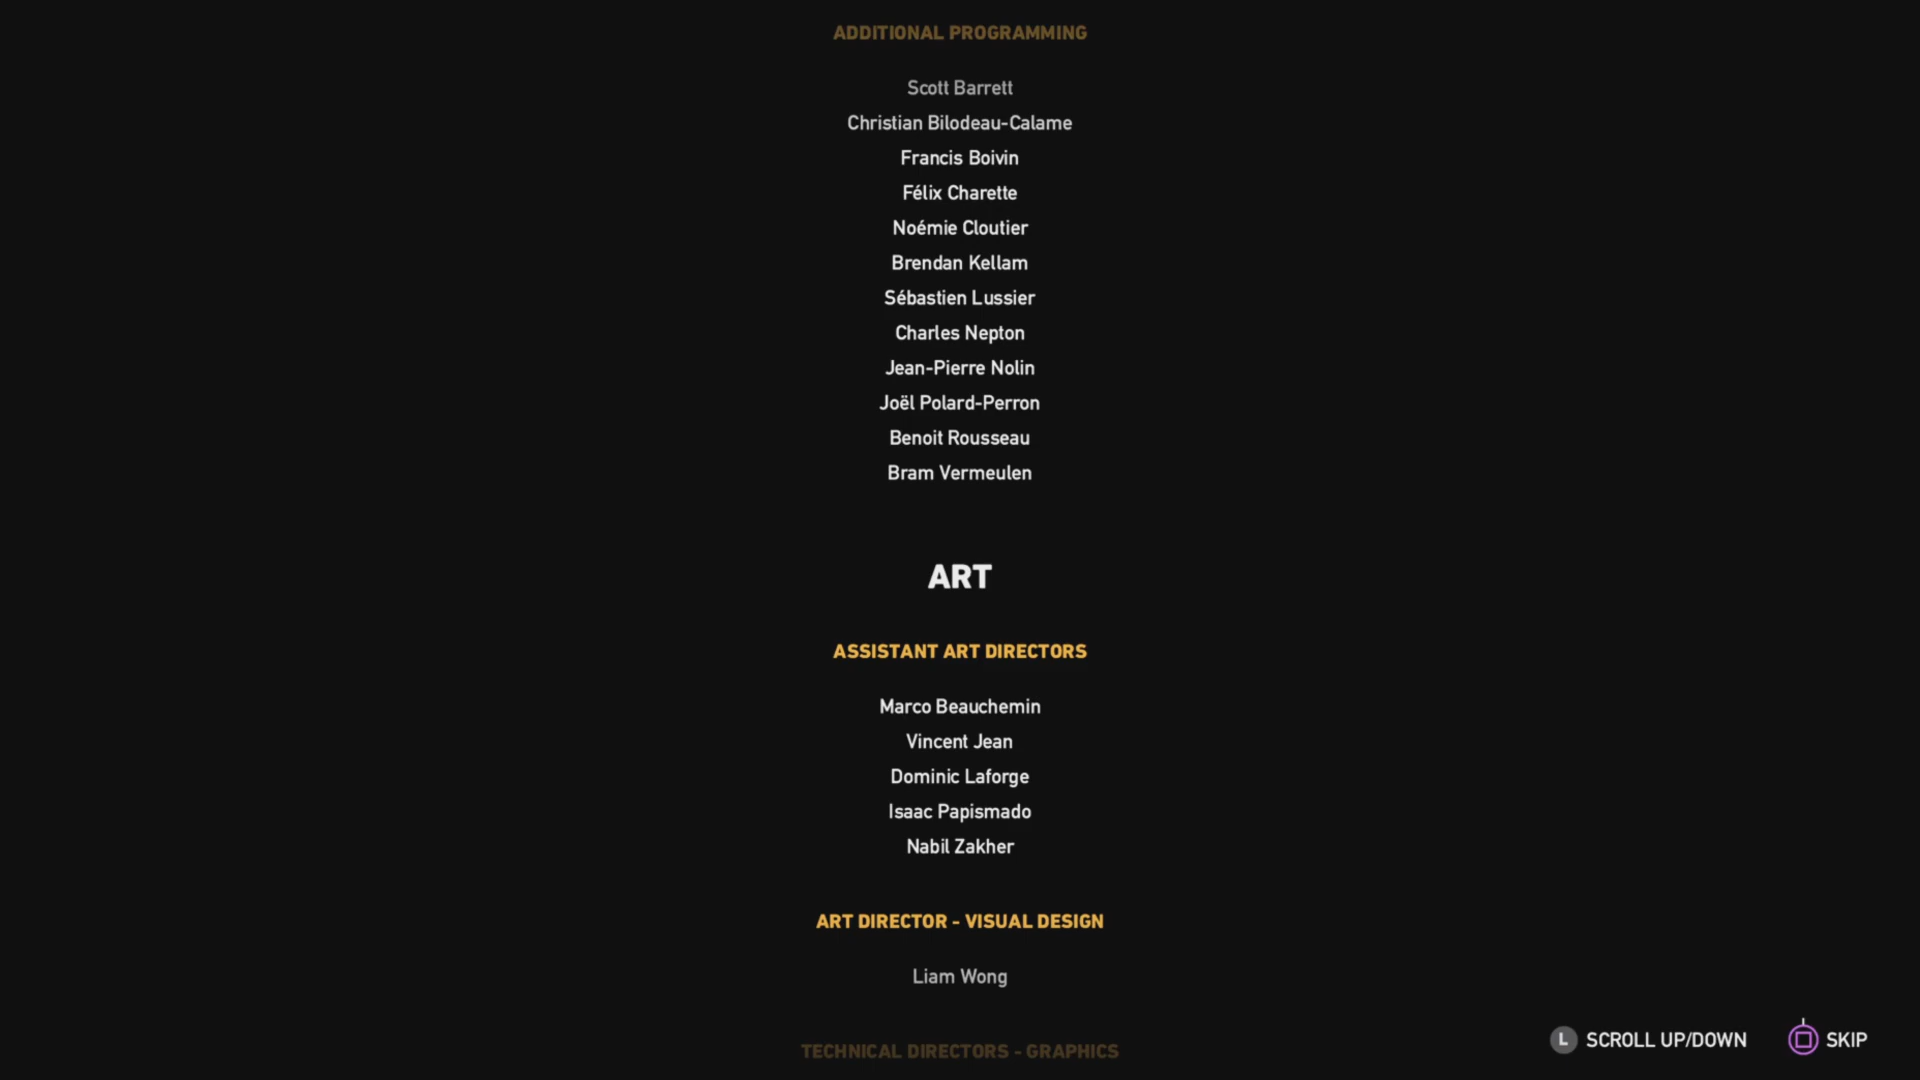 ADDITIONAL PROGRAMMING
Scott Barrett
Christian Bilodeau-Calame
Francis Boivin
Félix Charette
Noémie Cloutier
Brendan Kellam
Sébastien Lussier
Charles Nepton
Jean-Pierre Nolin
Joël Polard-Perron
Benoit Rousseau
Bram Vermeulen
ART
ASSISTANT ART DIRECTORS
Marco Beauchemin
Vincent Jean
Dominic Laforge
Isaac Papismado
Nabil Zakher
ART DIRECTOR - VISUAL DESIGN
Liam Wong
TECHNICAL DIRECTORS - GRAPHICS
L SCROLL UP/DOWN SKIP